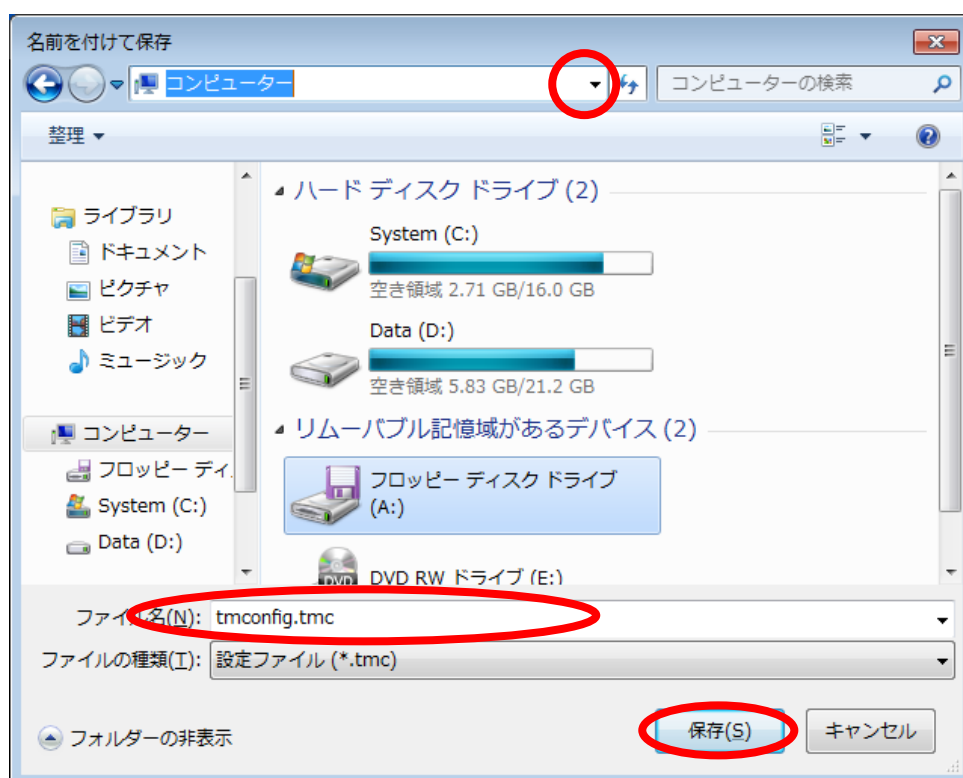 名前を付けて保存
コンピューター
コンピューターの検索
整理
ライブラリ
ドキュメント
ピクチャ
ビデオ
ミュージック
コンピューター
フロッピー ディ
System (C:)
Data (D:)
ハード ディスク ドライブ (2)
System (C:)
空き領域 2.71 GB/16.0 GB
Data (D:)
空き領域 5.83 GB/21.2 GB
リムーバブル記憶域があるデバイス (2)
フロッピー ディスク ドライブ
(A:)
DVD
DVD RW ドライブ (E:)
ファイル名(N): tmconfig.tmc
ファイルの種類(T): 設定ファイル (*.tmc)
フォルダーの非表示
保存(S)
キャンセル